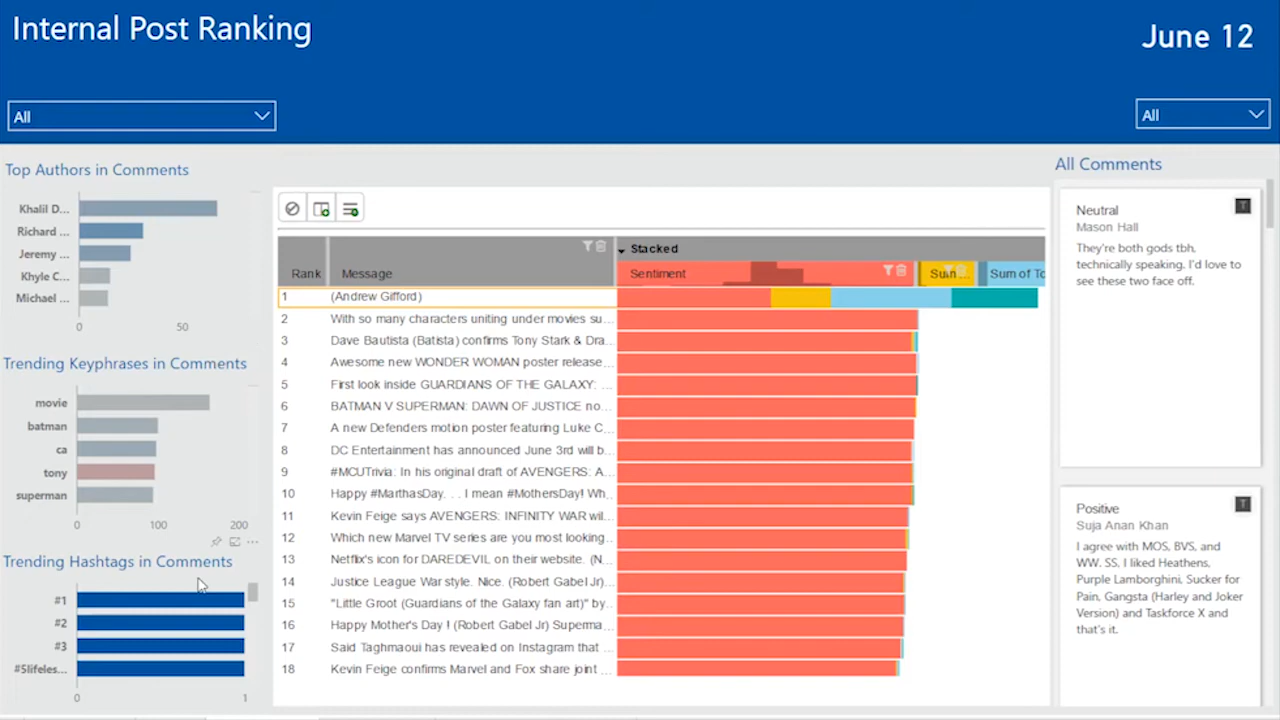 Internal Post Ranking
June 12
All
All
Top Authors in Comments
Khalil D...
Richard ...
Jeremy ...
Khyle C...
Michael ...
0 50
Trending Keyphrases in Comments
movie
batman
ca
tony
superman
0 100 200
Trending Hashtags in Comments
#1
#2
#3
#5lifeles...
0 1
Stacked
Rank Message Sentiment Sum... Sum of To
1 (Andrew Gifford)
2 With so many characters uniting under movies su...
3 Dave Bautista (Batista) confirms Tony Stark & Dra...
4 Awesome new WONDER WOMAN poster release...
5 First look inside GUARDIANS OF THE GALAXY: ...
6 BATMAN V SUPERMAN: DAWN OF JUSTICE no...
7 A new Defenders motion poster featuring Luke C...
8 DC Entertainment has announced June 3rd will b...
9 #MCUTrivia: In his original draft of AVENGERS: A...
10 Happy #MarthasDay. . . I mean #MothersDay! Wh...
11 Kevin Feige says AVENGERS: INFINITY WAR wil...
12 Which new Marvel TV series are you most looking...
13 Netflix's icon for DAREDEVIL on their website. (N...
14 Justice League War style. Nice. (Robert Gabel Jr)...
15 "Little Groot (Guardians of the Galaxy fan art)" by...
16 Happy Mother's Day ! (Robert Gabel Jr) Superma...
17 Said Taghmaoui has revealed on Instagram that ...
18 Kevin Feige confirms Marvel and Fox share joint ...
All Comments
Neutral
T
Mason Hall
They're both gods tbh,
technically speaking. I'd love to
see these two face off.
Positive
T
Suja Anan Khan
I agree with MOS, BVS, and
WW. SS. I liked Heathens,
Purple Lamborghini, Sucker for
Pain, Gangsta (Harley and Joker
Version) and Taskforce X and
that's it.